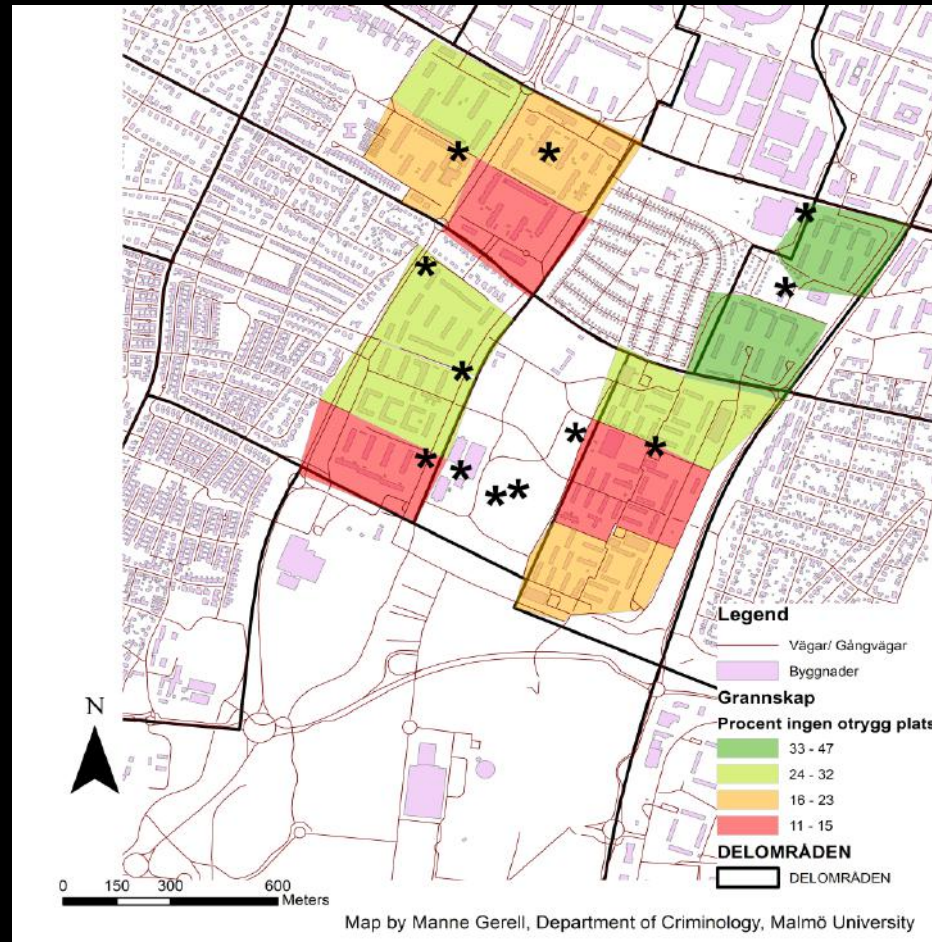 Legend
Vägar/ Gångvägar
Byggnader
Grannskap
Procent ingen otrygg plats
33 - 47
24 - 32
16 - 23
11 - 15
DELOMRÅDEN
DELOMRÅDEN
N
0 150 300 600
Meters
Map by Manne Gerell, Department of Criminology, Malmö University